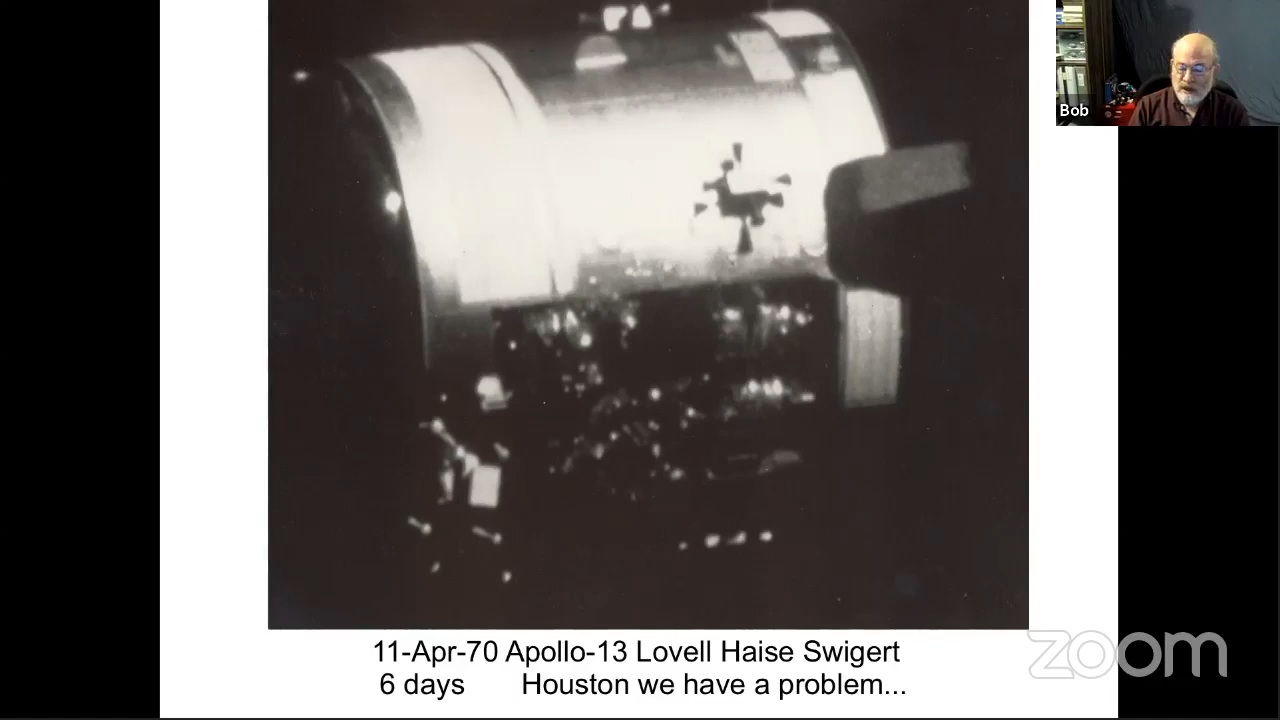 Bob
11-Apr-70 Apollo-13 Lovell Haise Swigert
6 days Houston we have a problem...
zoom